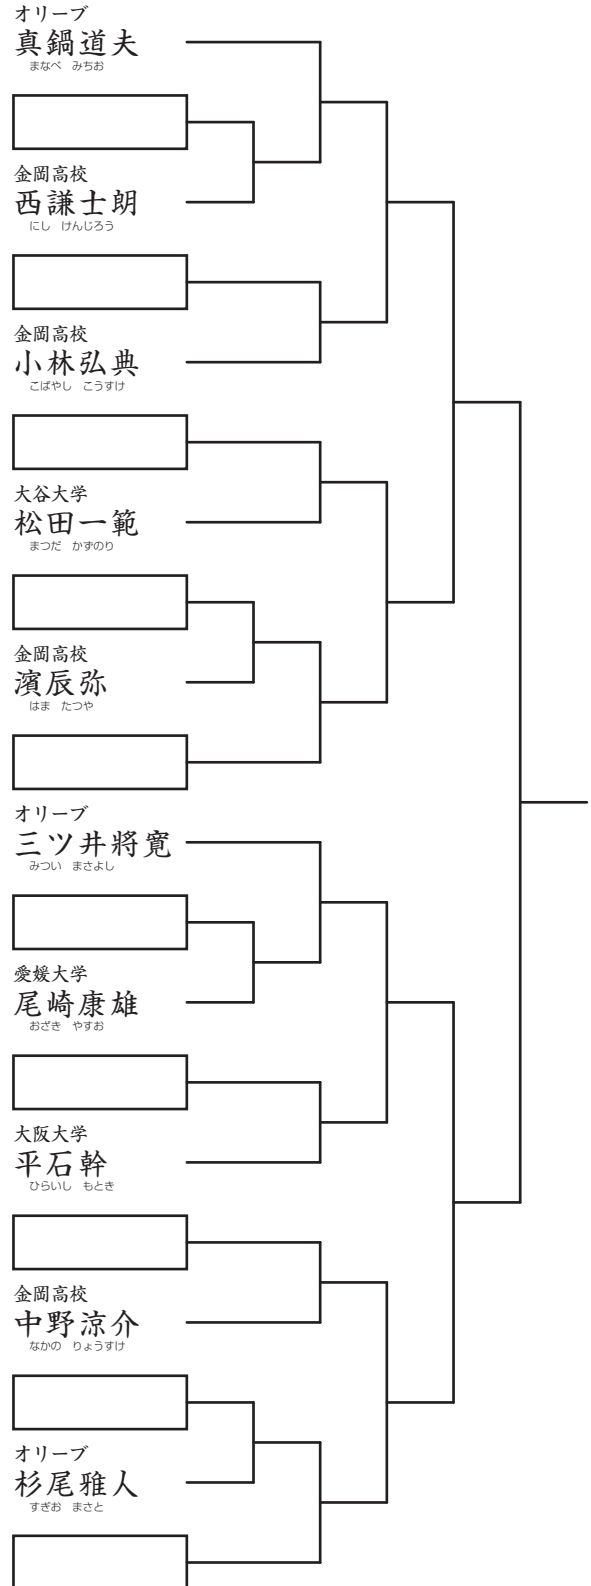 オリーブ
真鍋道夫
まなべ　みちお
金岡高校
西謙士朗
にし　けんじろう
金岡高校
小林弘典
こばやし　こうすけ
大谷大学
松田一範
まつだ　かずのり
金岡高校
濱辰弥
はま　たつや
オリーブ
三ツ井將寛
みつい　まさよし
愛媛大学
尾崎康雄
おざき　やすお
大阪大学
平石幹
ひらいし　もとき
金岡高校
中野涼介
なかの　りょうすけ
オリーブ
杉尾雅人
すぎお　まさと